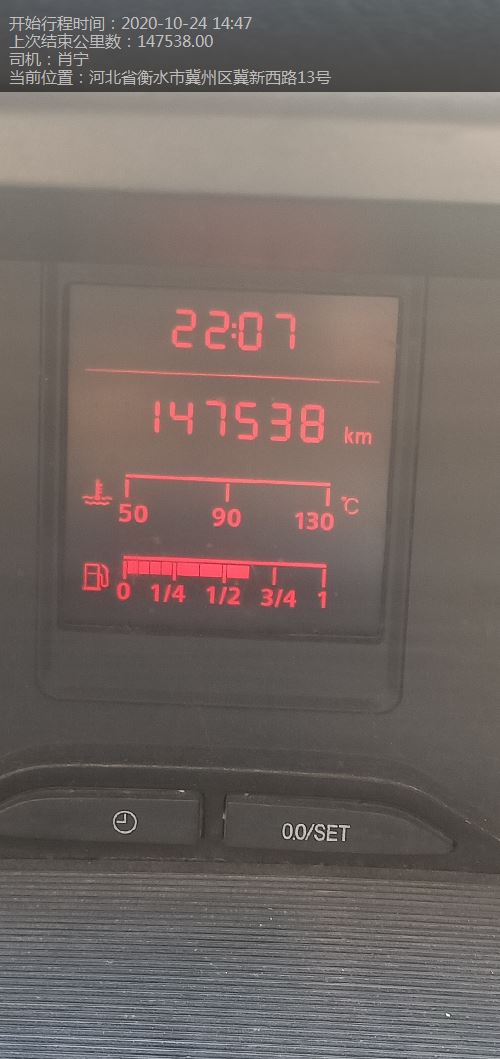 开始行程时间：2020-10-24 14:47
上次结束公里数：147538.00
司机：肖宁
当前位置：河北省衡水市冀州区冀新西路13号
22:07
147538 km
50 90 130 ℃
0 1/4 1/2 3/4 1
0.0/SET